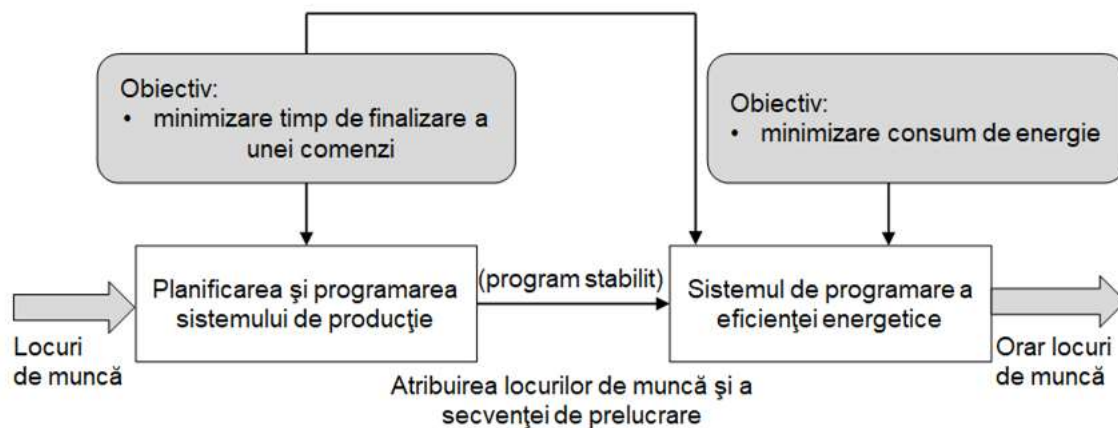 Obiectiv:
• minimizare timp de finalizare a
unei comenzi
Obiectiv:
• minimizare consum de energie
Planificarea şi programarea
sistemului de producţie
(program stabilit)
Sistemul de programare a
eficienţei energetice
Locuri
de muncă
Atribuirea locurilor de muncă şi a
secvenţei de prelucrare
Orar locuri
de muncă